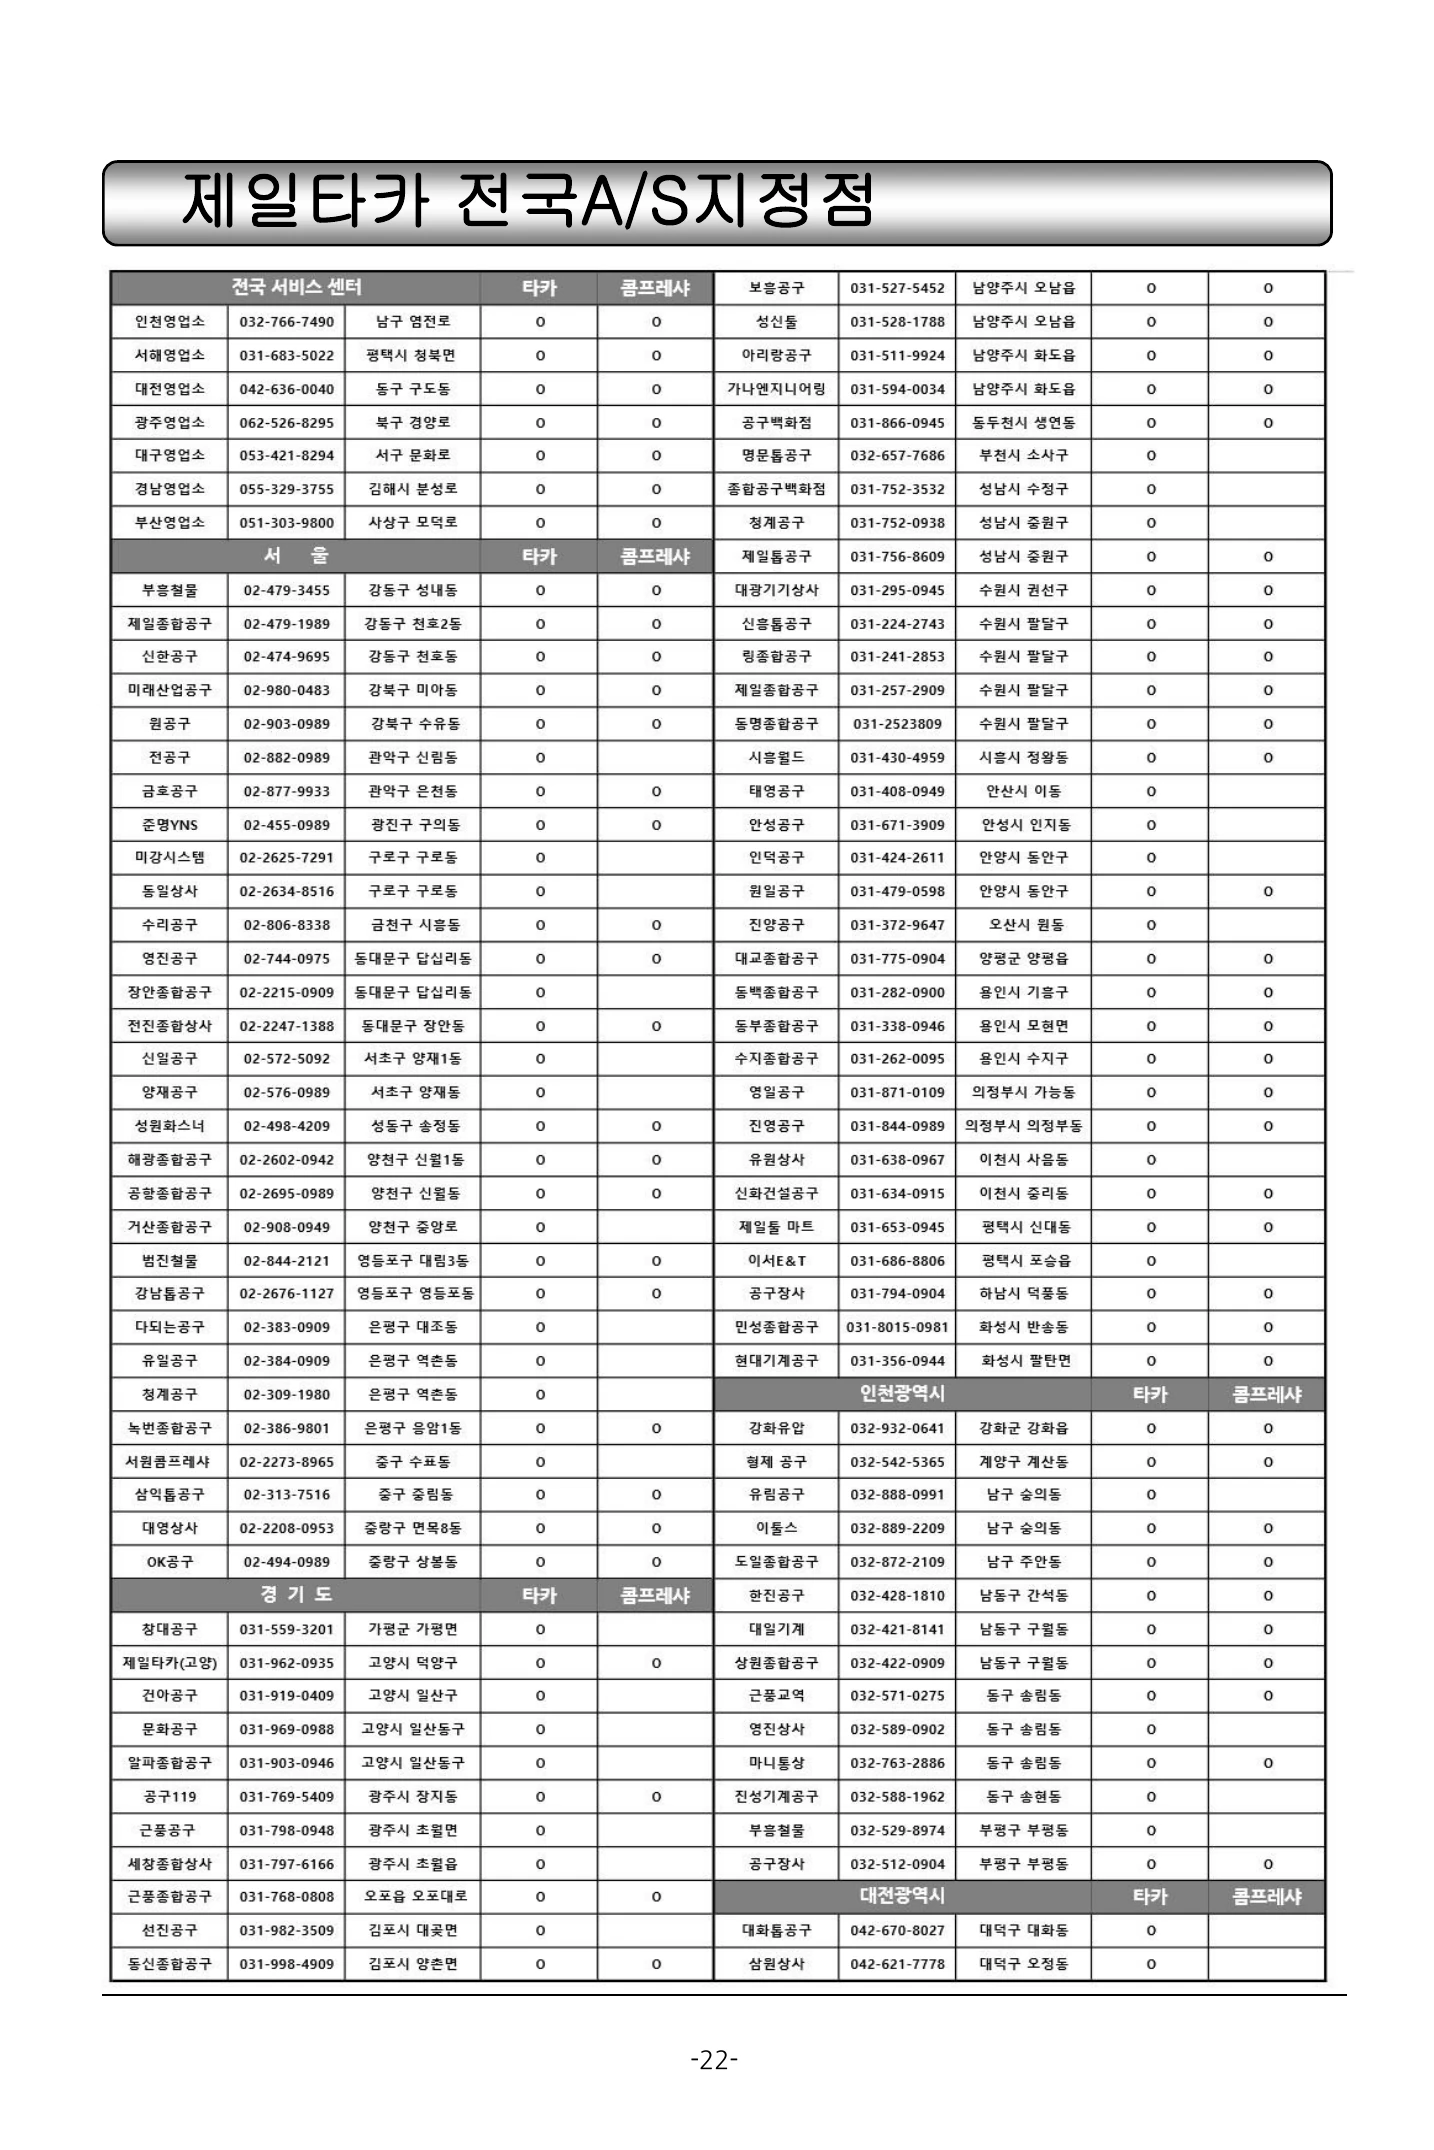 제일타카 전국A/S지정점
전국 서비스 센터 타카 콤프레샤
인천영업소 032-766-7490 남구 염전로 O O
서해영업소 031-683-5022 평택시 청북면 O O
대전영업소 042-636-0040 동구 구도동 O O
광주영업소 062-526-8295 북구 경양로 O O
대구영업소 053-421-8294 서구 문화로 O O
경남영업소 055-329-3755 김해시 분성로 O O
부산영업소 051-303-9800 사상구 모덕로 O O
서 울 타카 콤프레샤
부흥철물 02-479-3455 강동구 성내동 O O
제일종합공구 02-479-1989 강동구 천호2동 O O
신한공구 02-474-9695 강동구 천호동 O O
미래산업공구 02-980-0483 강북구 미아동 O O
원공구 02-903-0989 강북구 수유동 O O
전공구 02-882-0989 관악구 신림동 O
금호공구 02-877-9933 관악구 은천동 O O
준명YNS 02-455-0989 광진구 구의동 O O
미강시스템 02-2625-7291 구로구 구로동 O
동일상사 02-2634-8516 구로구 구로동 O
수리공구 02-806-8338 금천구 시흥동 O O
영진공구 02-744-0975 동대문구 답십리동 O O
장안종합공구 02-2215-0909 동대문구 답십리동 O
전진종합상사 02-2247-1388 동대문구 장안동 O O
신일공구 02-572-5092 서초구 양재1동 O
양재공구 02-576-0989 서초구 양재동 O
성원화스너 02-498-4209 성동구 송정동 O O
해광종합공구 02-2602-0942 양천구 신월1동 O O
공항종합공구 02-2695-0989 양천구 신월동 O O
거산종합공구 02-908-0949 양천구 중앙로 O
범진철물 02-844-2121 영등포구 대림3동 O O
강남톱공구 02-2676-1127 영등포구 영등포동 O O
다되는공구 02-383-0909 은평구 대조동 O
유일공구 02-384-0909 은평구 역촌동 O
청계공구 02-309-1980 은평구 역촌동 O
녹번종합공구 02-386-9801 은평구 응암1동 O O
서원콤프레샤 02-2273-8965 중구 수표동 O
삼익톱공구 02-313-7516 중구 중림동 O O
대영상사 02-2208-0953 중랑구 면목8동 O O
OK공구 02-494-0989 중랑구 상봉동 O O
경 기 도 타카 콤프레샤
창대공구 031-559-3201 가평군 가평면 O
제일타카(고양) 031-962-0935 고양시 덕양구 O O
건아공구 031-919-0409 고양시 일산구 O
문화공구 031-969-0988 고양시 일산동구 O
알파종합공구 031-903-0946 고양시 일산동구 O
공구119 031-769-5409 광주시 장지동 O O
근풍공구 031-798-0948 광주시 초월면 O
세창종합상사 031-797-6166 광주시 초월읍 O
근풍종합공구 031-768-0808 오포읍 오포대로 O O
선진공구 031-982-3509 김포시 대곶면 O
동신종합공구 031-998-4909 김포시 양촌면 O O
보흥공구 031-527-5452 남양주시 오남읍 O O
성신툴 031-528-1788 남양주시 오남읍 O O
아리랑공구 031-511-9924 남양주시 화도읍 O O
가나엔지니어링 031-594-0034 남양주시 화도읍 O O
공구백화점 031-866-0945 동두천시 생연동 O O
명문톱공구 032-657-7686 부천시 소사구 O
종합공구백화점 031-752-3532 성남시 수정구 O
청계공구 031-752-0938 성남시 중원구 O
제일톱공구 031-756-8609 성남시 중원구 O O
대광기기상사 031-295-0945 수원시 권선구 O O
신흥톱공구 031-224-2743 수원시 팔달구 O O
링종합공구 031-241-2853 수원시 팔달구 O O
제일종합공구 031-257-2909 수원시 팔달구 O O
동명종합공구 031-2523809 수원시 팔달구 O O
시흥월드 031-430-4959 시흥시 정왕동 O O
태영공구 031-408-0949 안산시 이동 O
안성공구 031-671-3909 안성시 인지동 O
인덕공구 031-424-2611 안양시 동안구 O
원일공구 031-479-0598 안양시 동안구 O O
진양공구 031-372-9647 오산시 원동 O
대교종합공구 031-775-0904 양평군 양평읍 O O
동백종합공구 031-282-0900 용인시 기흥구 O O
동부종합공구 031-338-0946 용인시 모현면 O O
수지종합공구 031-262-0095 용인시 수지구 O O
영일공구 031-871-0109 의정부시 가능동 O O
진영공구 031-844-0989 의정부시 의정부동 O O
유원상사 031-638-0967 이천시 사음동 O
신화건설공구 031-634-0915 이천시 중리동 O O
제일툴 마트 031-653-0945 평택시 신대동 O O
이서E&T 031-686-8806 평택시 포승읍 O
공구장사 031-794-0904 하남시 덕풍동 O O
민성종합공구 031-8015-0981 화성시 반송동 O O
현대기계공구 031-356-0944 화성시 팔탄면 O O
인천광역시 타카 콤프레샤
강화유압 032-932-0641 강화군 강화읍 O O
형제 공구 032-542-5365 계양구 계산동 O O
유림공구 032-888-0991 남구 숭의동 O
이툴스 032-889-2209 남구 숭의동 O O
도일종합공구 032-872-2109 남구 주안동 O O
한진공구 032-428-1810 남동구 간석동 O O
대일기계 032-421-8141 남동구 구월동 O O
상원종합공구 032-422-0909 남동구 구월동 O O
근풍교역 032-571-0275 동구 송림동 O O
영진상사 032-589-0902 동구 송림동 O
마니통상 032-763-2886 동구 송림동 O O
진성기계공구 032-588-1962 동구 송현동 O
부흥철물 032-529-8974 부평구 부평동 O
공구장사 032-512-0904 부평구 부평동 O O
대전광역시 타카 콤프레샤
대화톱공구 042-670-8027 대덕구 대화동 O
삼원상사 042-621-7778 대덕구 오정동 O
-22-